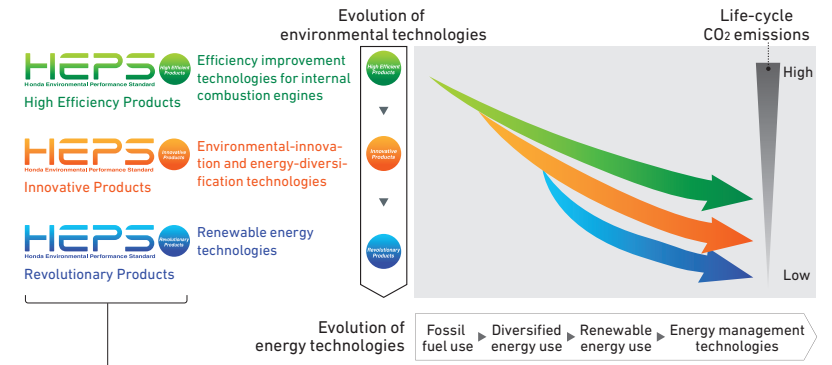 Evolution of
environmental technologies
Life-cycle
CO2 emissions
HEPS
High Efficient
Products
Honda Environmental Performance Standard
High Efficiency Products
Efficiency improvement
technologies for internal
combustion engines
High Efficient
Products
High
HEPS
Innovative
Products
Honda Environmental Performance Standard
Innovative Products
Environmental-innova-
tion and energy-diversi-
fication technologies
Innovative
Products
HEPS
Revolutionary
Products
Honda Environmental Performance Standard
Revolutionary Products
Renewable energy
technologies
Revolutionary
Products
Low
Evolution of
energy technologies
Fossil
fuel use
Diversified
energy use
Renewable
energy use
Energy management
technologies